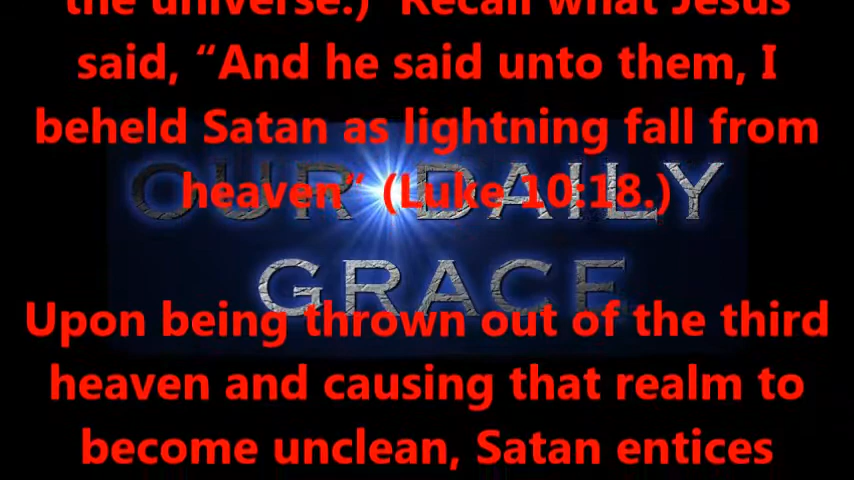 the universe.) Recall what Jesus
said, “And he said unto them, I
beheld Satan as lightning fall from
heaven” (Luke 10:18.)
OUR DAILY
GRACE
Upon being thrown out of the third
heaven and causing that realm to
become unclean, Satan entices